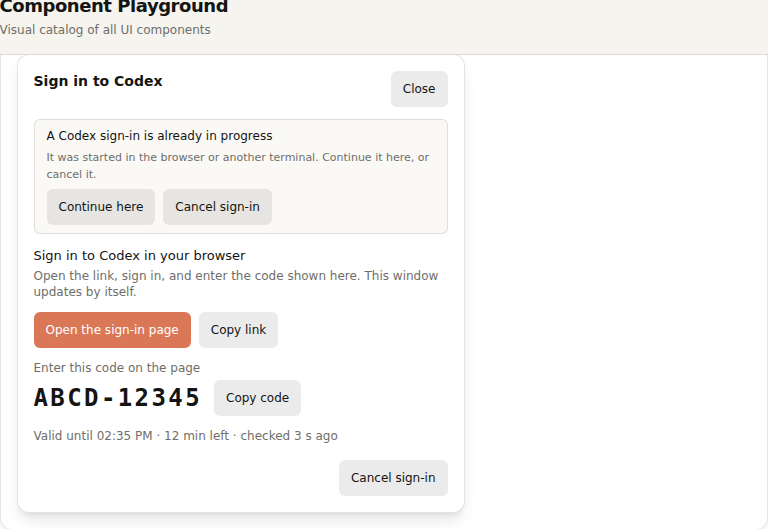 Component Playground
Visual catalog of all UI components
Sign in to Codex
Close
A Codex sign-in is already in progress
It was started in the browser or another terminal. Continue it here, or
cancel it.
Continue here
Cancel sign-in
Sign in to Codex in your browser
Open the link, sign in, and enter the code shown here. This window
updates by itself.
Open the sign-in page
Copy link
Enter this code on the page
ABCD-12345
Copy code
Valid until 02:35 PM · 12 min left · checked 3 s ago
Cancel sign-in